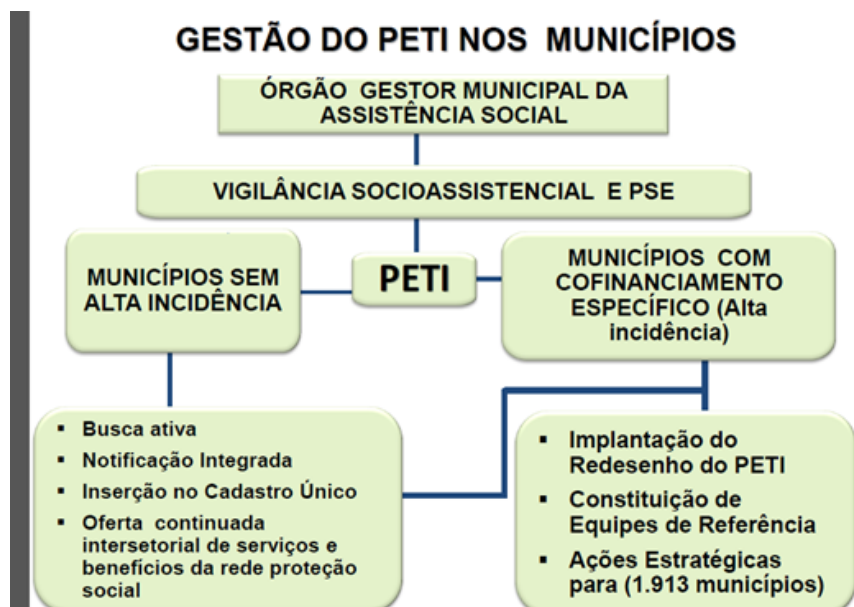 GESTÃO DO PETI NOS MUNICÍPIOS
ÓRGÃO GESTOR MUNICIPAL DA
ASSISTÊNCIA SOCIAL
VIGILÂNCIA SOCIOASSISTENCIAL E PSE
MUNICÍPIOS SEM
ALTA INCIDÊNCIA
PETI
MUNICÍPIOS COM
COFINANCIAMENTO
ESPECÍFICO (Alta
incidência)
▪ Busca ativa
▪ Notificação Integrada
▪ Inserção no Cadastro Único
▪ Oferta continuada
intersetorial de serviços e
benefícios da rede proteção
social
▪ Implantação do
Redesenho do PETI
▪ Constituição de
Equipes de Referência
▪ Ações Estratégicas
para (1.913 municípios)